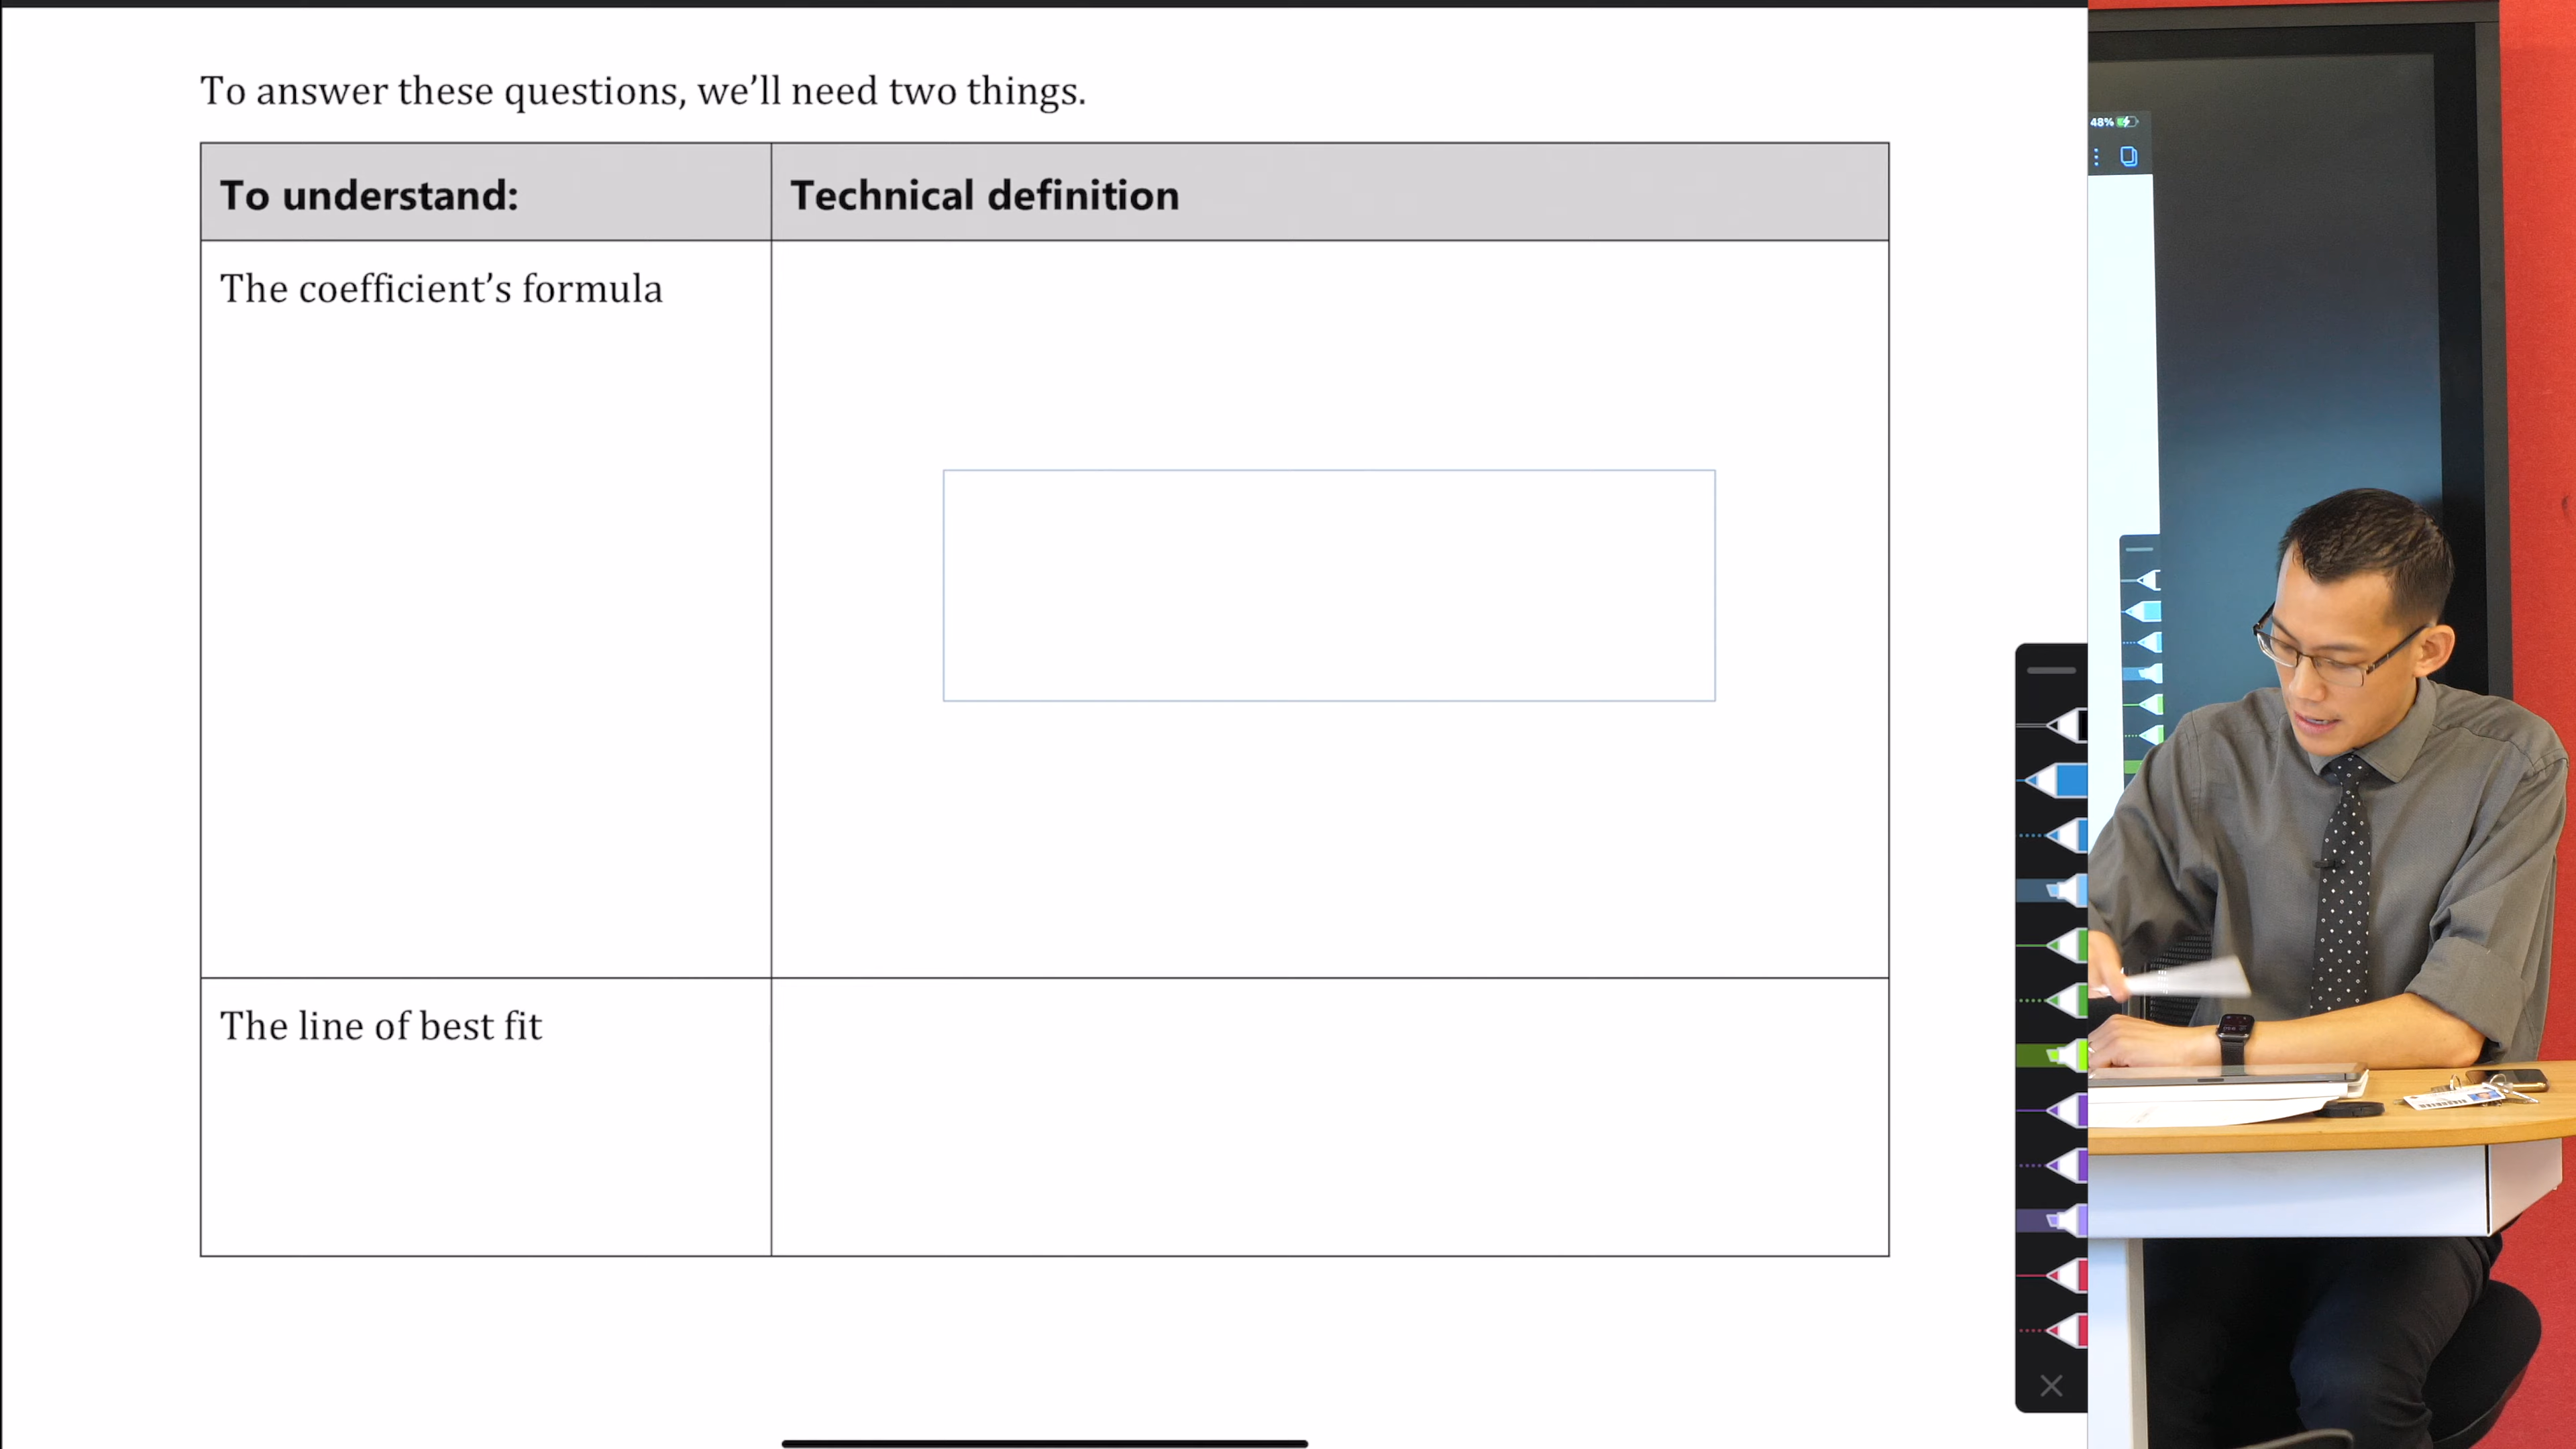 To answer these questions, we’ll need two things.
To understand:
Technical definition
The coefficient’s formula
The line of best fit
48%